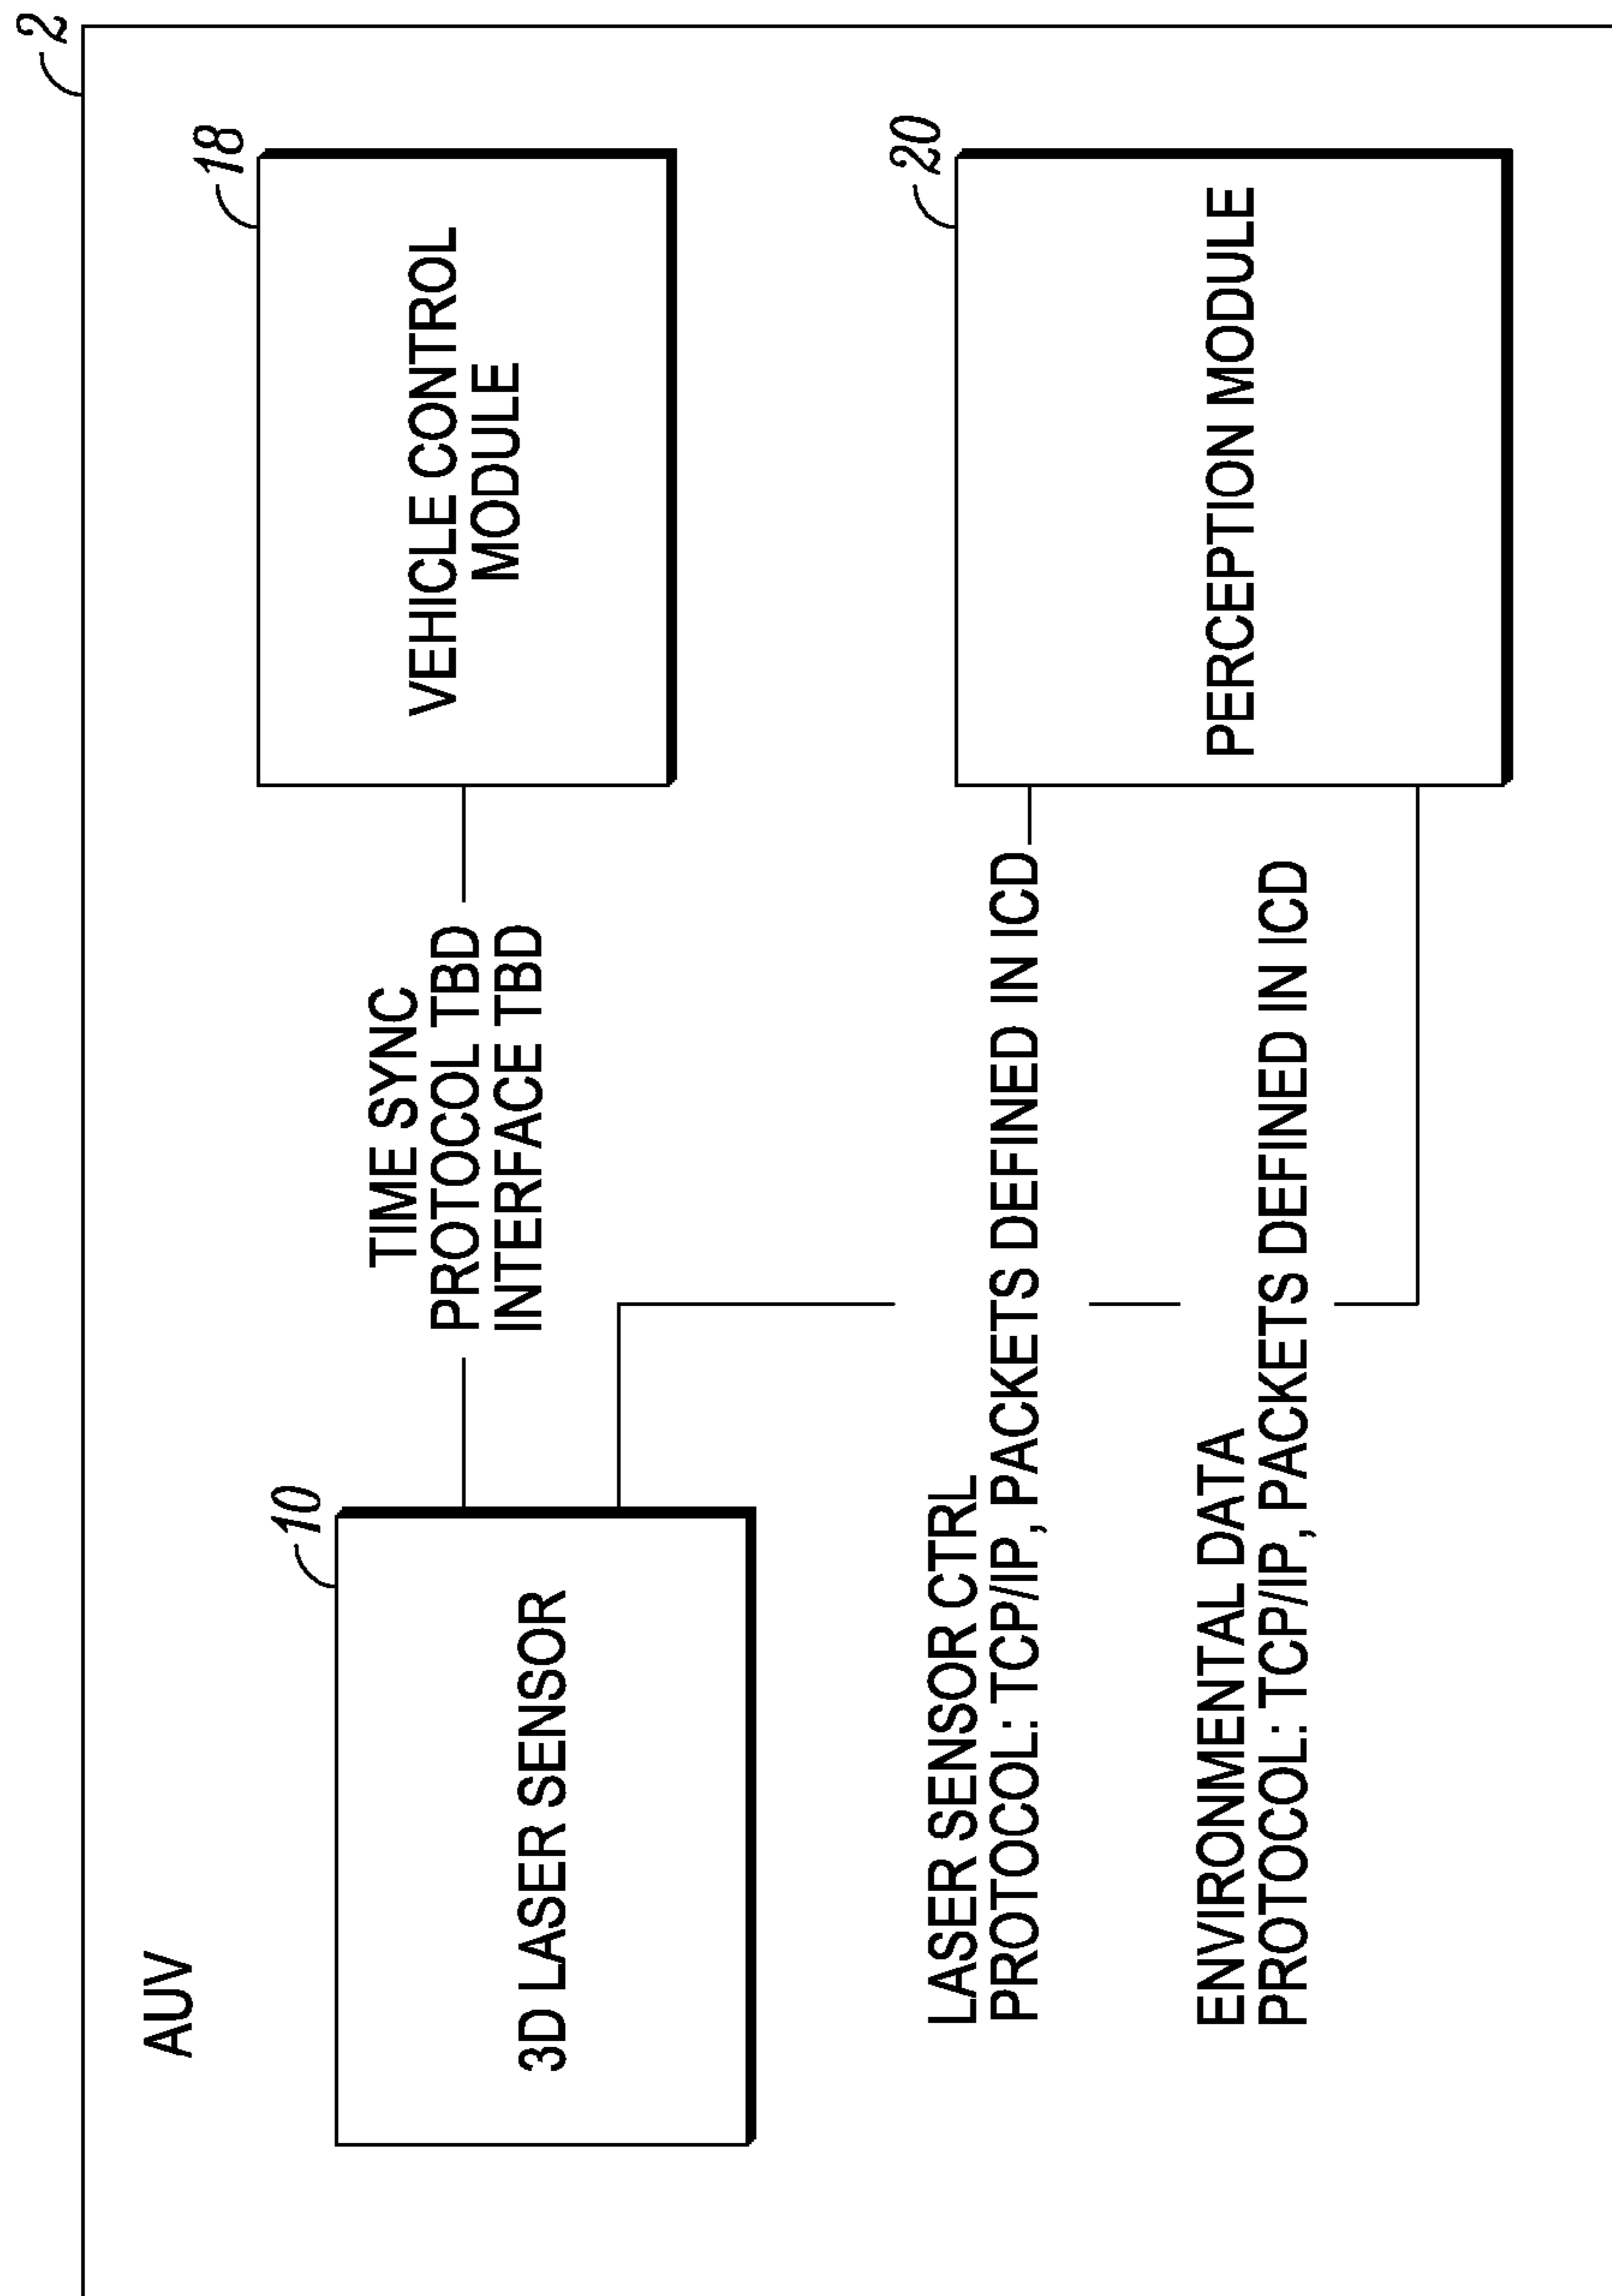 2
AUV
18
VEHICLE CONTROL
MODULE
TIME SYNC
PROTOCOL TBD
INTERFACE TBD
10
3D LASER SENSOR
20
PERCEPTION MODULE
LASER SENSOR CTRL
PROTOCOL: TCP/IP, PACKETS DEFINED IN ICD
ENVIRONMENTAL DATA
PROTOCOL: TCP/IP, PACKETS DEFINED IN ICD